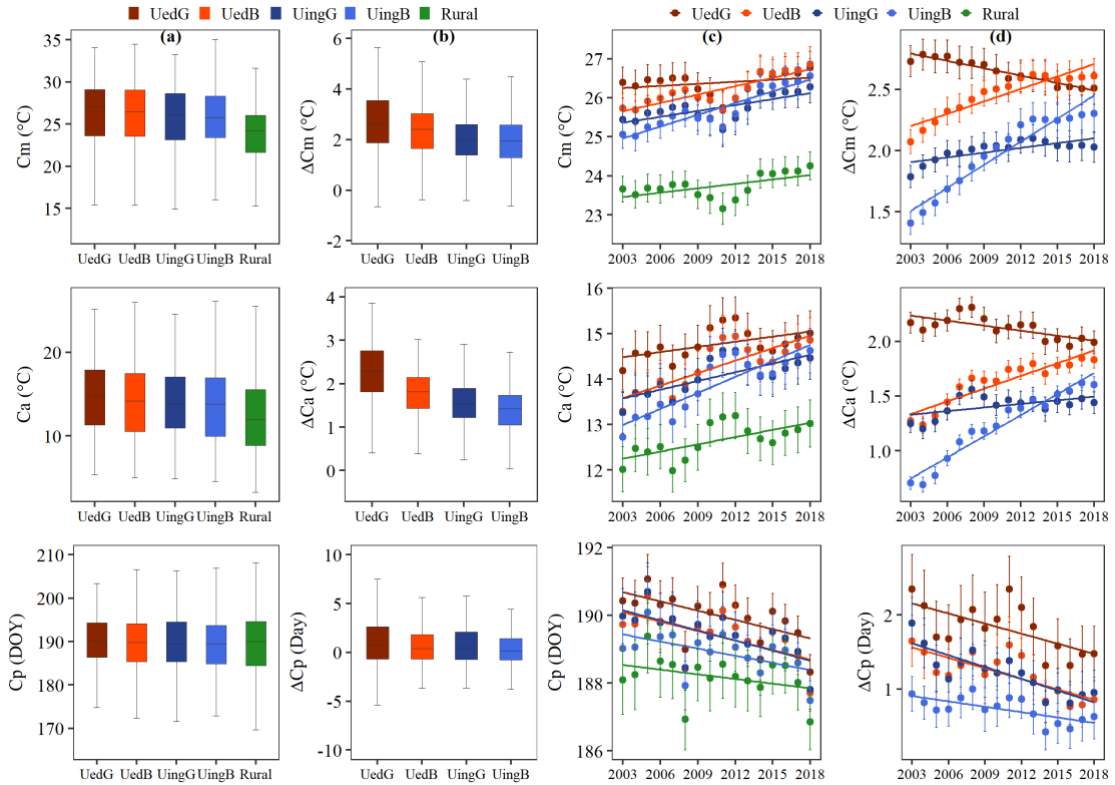 UedG UedB UingG UingB Rural
UedG UedB UingG UingB Rural
(a) (b) (c) (d)
Cm (°C)
35
30
25
20
15
UedG UedB UingG UingB Rural
ΔCm (°C)
6
4
2
0
-2
UedG UedB UingG UingB
Cm (°C)
27
26
25
24
23
2003 2006 2009 2012 2015 2018
ΔCm (°C)
2.5
2.0
1.5
2003 2006 2009 2012 2015 2018
Ca (°C)
20
10
UedG UedB UingG UingB Rural
ΔCa (°C)
4
3
2
1
0
UedG UedB UingG UingB
Ca (°C)
16
15
14
13
12
2003 2006 2009 2012 2015 2018
ΔCa (°C)
2.0
1.5
1.0
2003 2006 2009 2012 2015 2018
Cp (DOY)
210
200
190
180
170
UedG UedB UingG UingB Rural
ΔCp (Day)
10
5
0
-5
-10
UedG UedB UingG UingB
Cp (DOY)
192
190
188
186
2003 2006 2009 2012 2015 2018
ΔCp (Day)
2
1
2003 2006 2009 2012 2015 2018